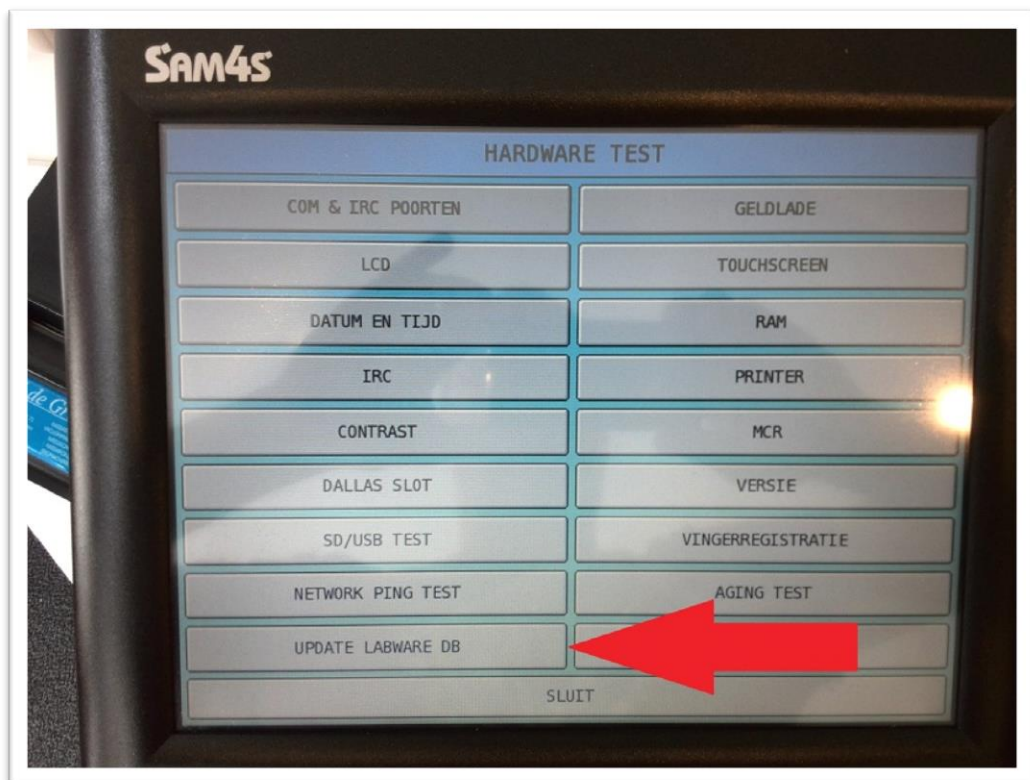 SAM4S
HARDWARE TEST
COM & IRC POORTEN
GELDLADE
LCD
TOUCHSCREEN
DATUM EN TIJD
RAM
IRC
PRINTER
CONTRAST
MCR
DALLAS SLOT
VERSIE
SD/USB TEST
VINGERREGISTRATIE
NETWORK PING TEST
AGING TEST
UPDATE LABWARE DB
SLUIT
de